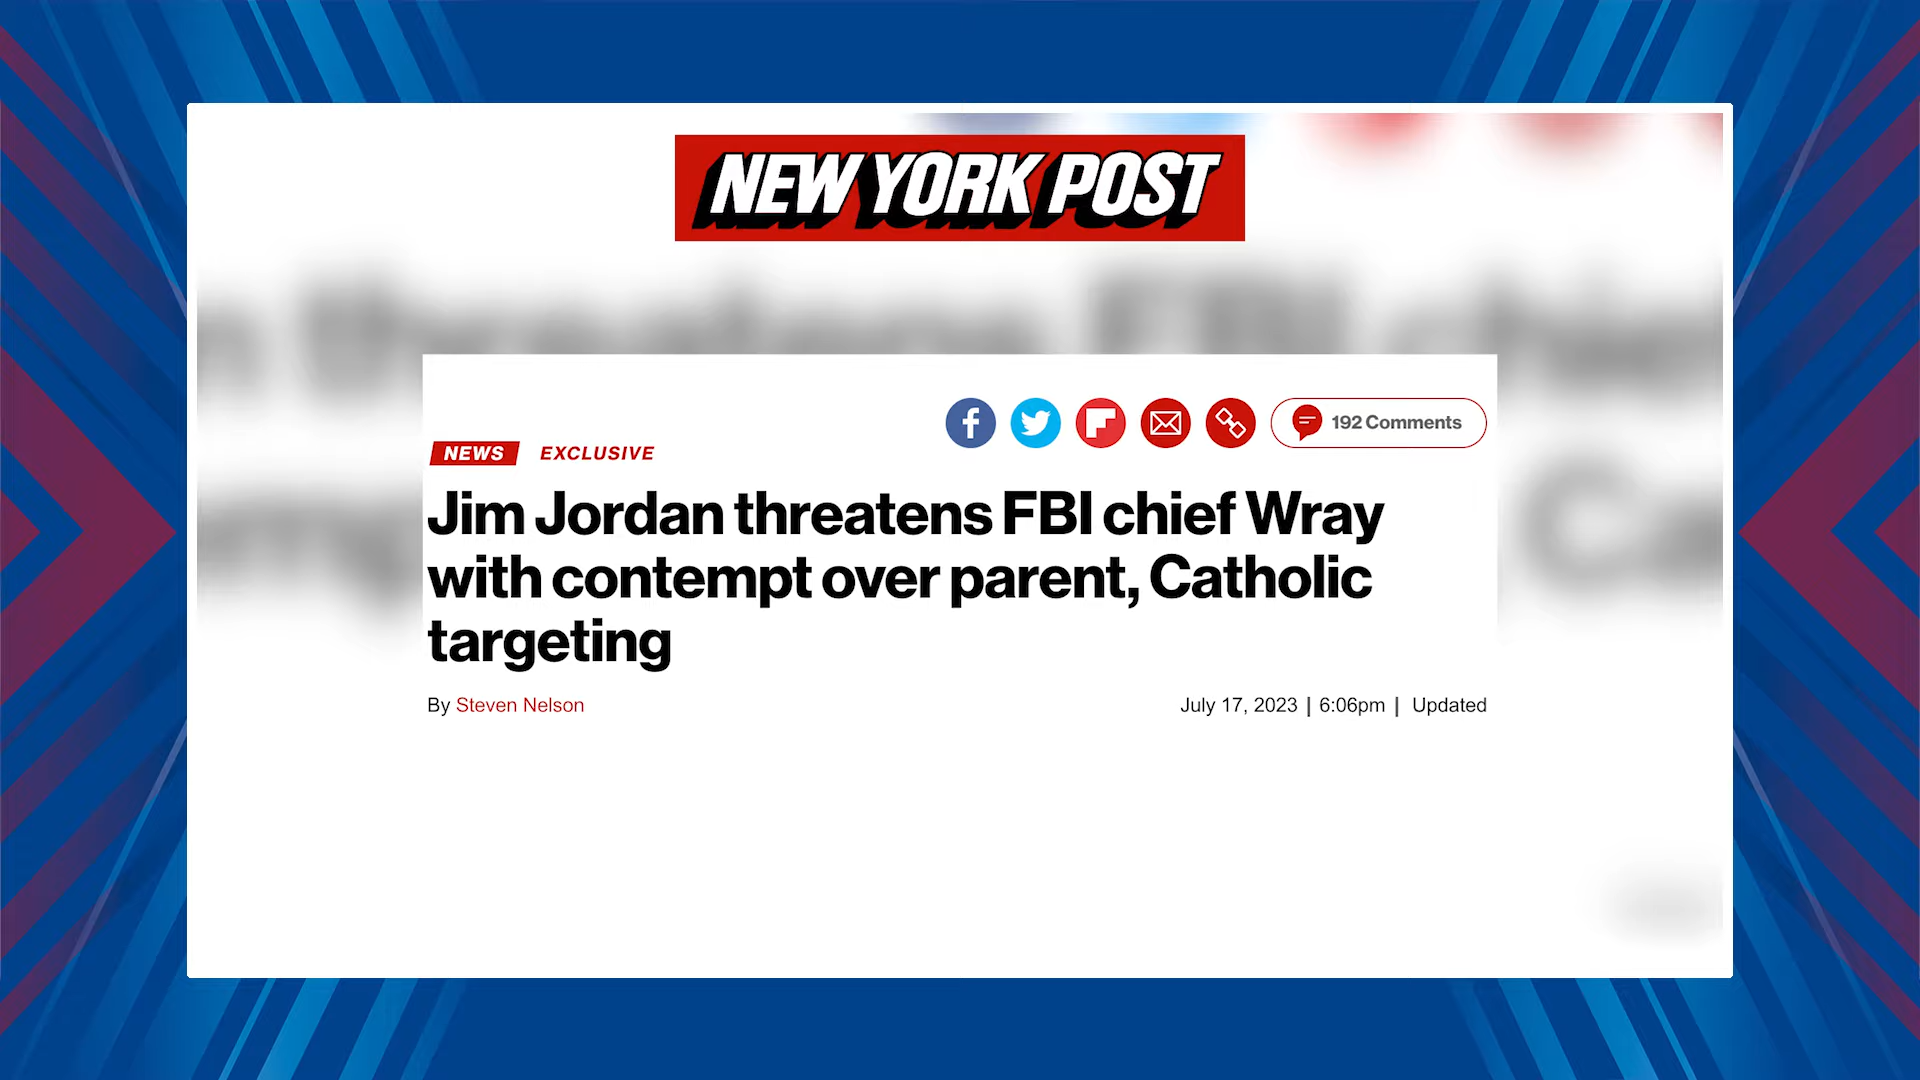 NEW YORK POST
192 Comments
NEWS EXCLUSIVE
Jim Jordan threatens FBI chief Wray
with contempt over parent, Catholic
targeting
By Steven Nelson July 17, 2023 | 6:06pm | Updated